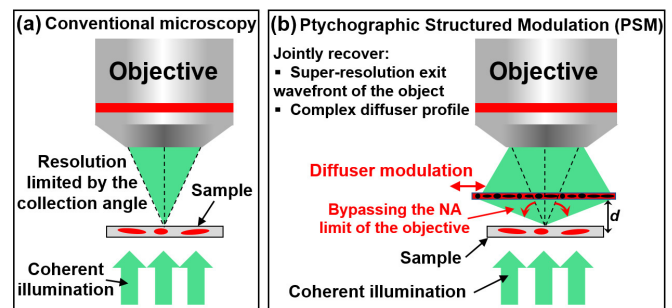 (a) Conventional microscopy
Objective
Resolution
limited by the
collection angle
Sample
Coherent
illumination
(b) Ptychographic Structured Modulation (PSM)
Jointly recover:
▪ Super-resolution exit
wavefront of the object
▪ Complex diffuser profile
Objective
Diffuser modulation
Bypassing the NA
limit of the objective
d
Sample
Coherent illumination